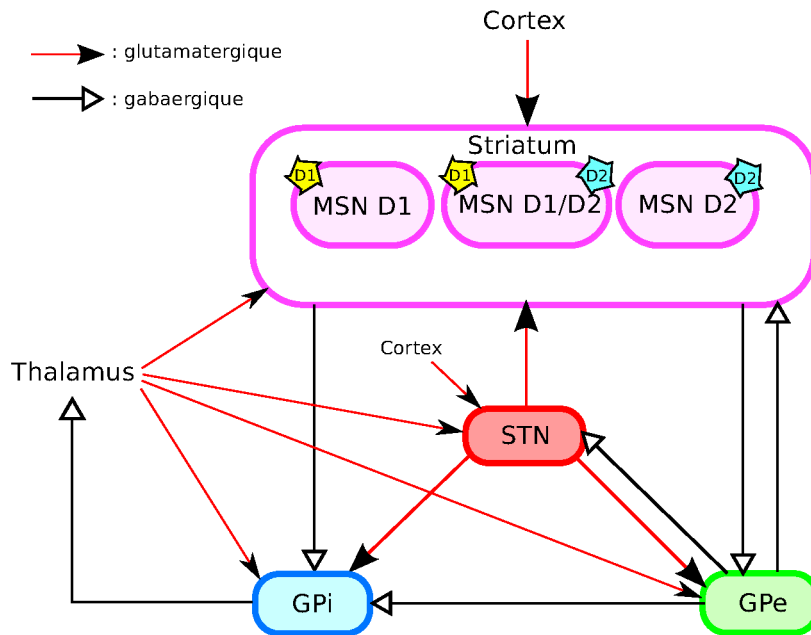 Cortex
: glutamatergique
: gabaergique
Striatum
D1
D1
D2
D2
MSN D1
MSN D1/D2
MSN D2
Cortex
Thalamus
STN
GPi
GPe